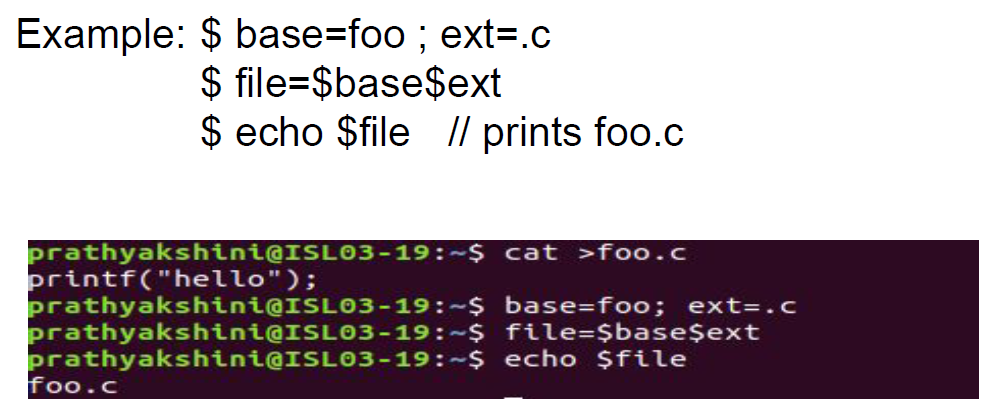 Example: $ base=foo ; ext=.c
$ file=$base$ext
$ echo $file // prints foo.c
prathyakshini@ISL03-19:~$ cat >foo.c
printf("hello");
prathyakshini@ISL03-19:~$ base=foo; ext=.c
prathyakshini@ISL03-19:~$ file=$base$ext
prathyakshini@ISL03-19:~$ echo $file
foo.c